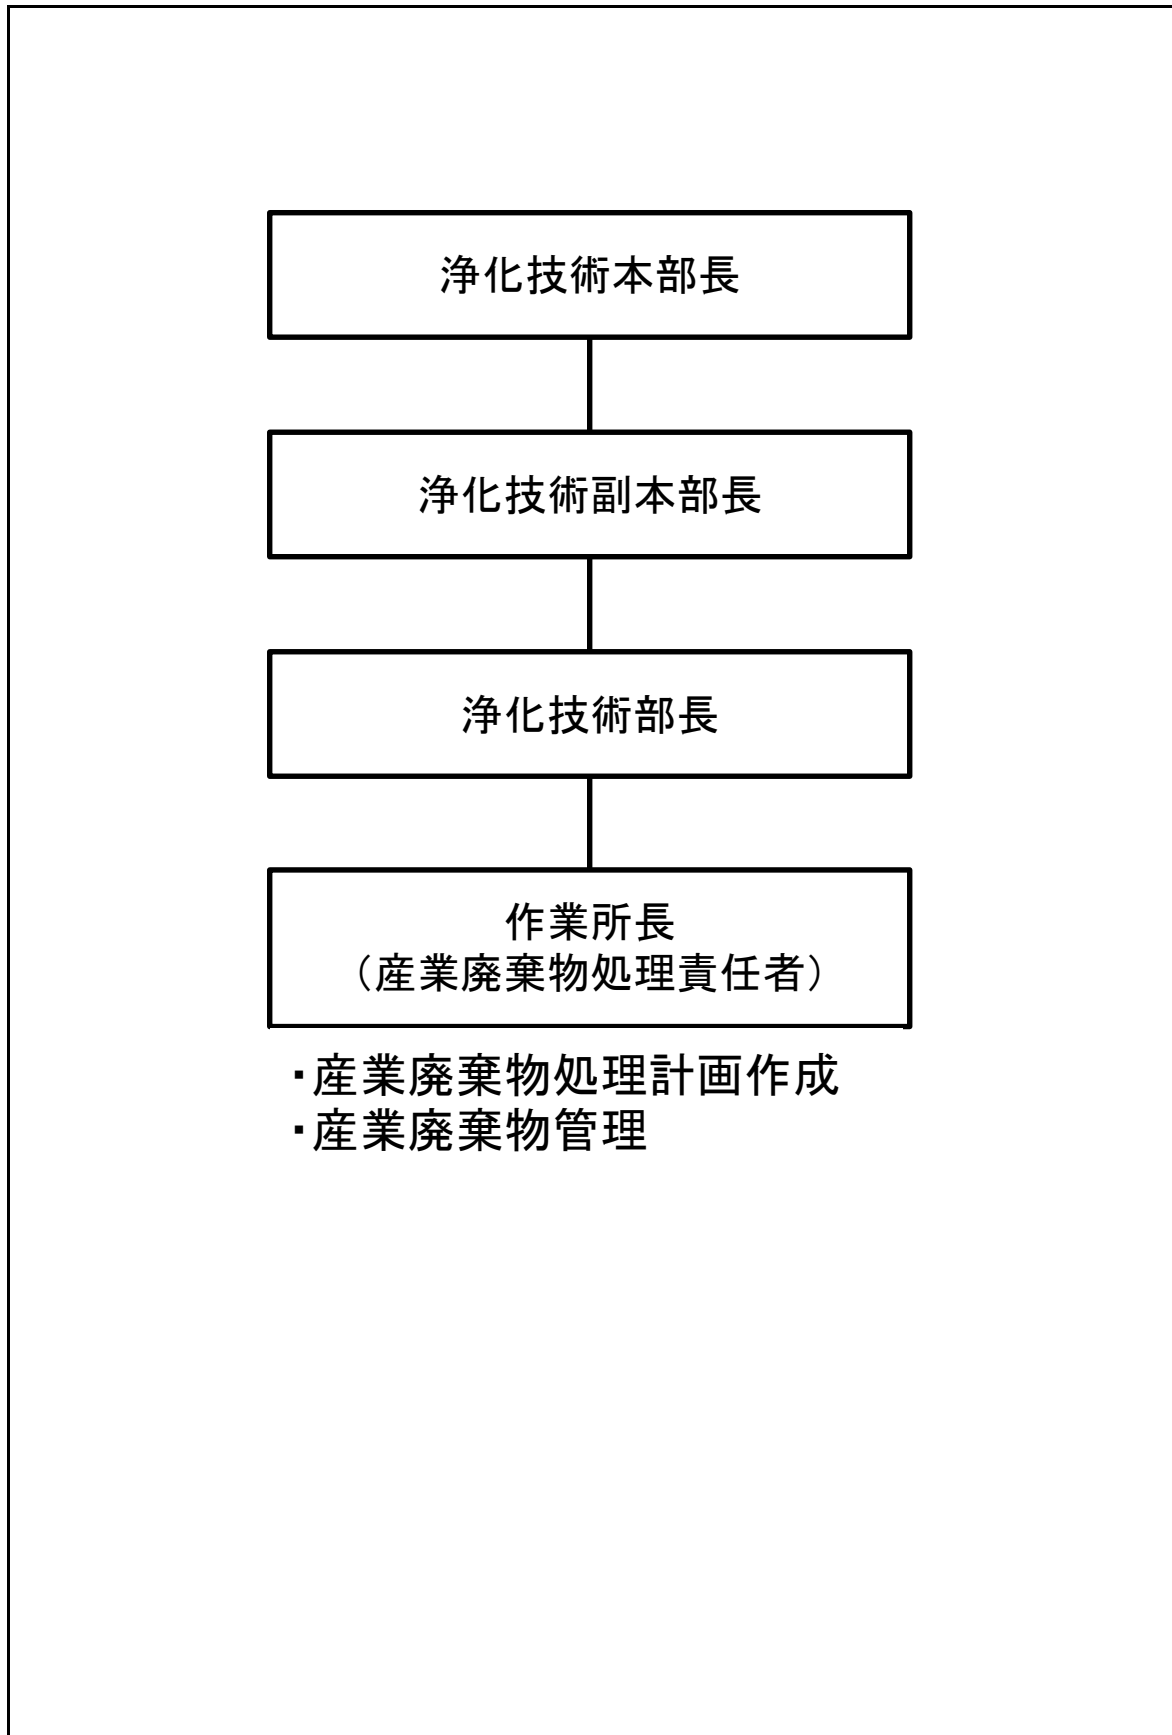 浄化技術本部長
浄化技術副本部長
浄化技術部長
作業所長
（産業廃棄物処理責任者）
・産業廃棄物処理計画作成
・産業廃棄物管理